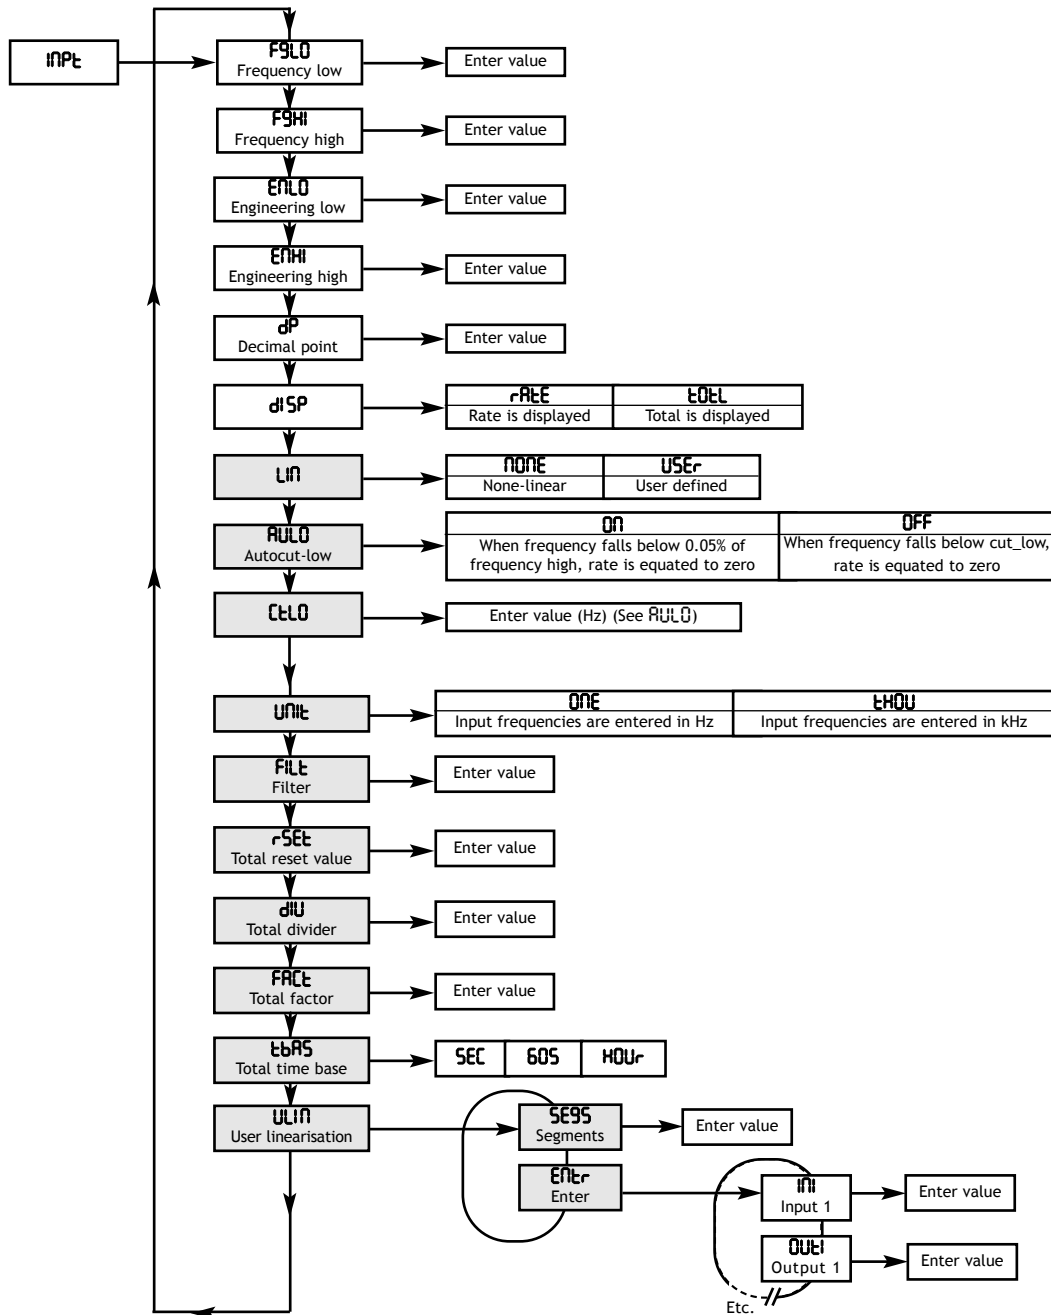 INPt
FqLO
Frequency low
Enter value
FqHI
Frequency high
Enter value
ENLO
Engineering low
Enter value
ENHI
Engineering high
Enter value
dP
Decimal point
Enter value
dISP
rAtE
Rate is displayed
tOtL
Total is displayed
LIN
NONE
None-linear
USEr
User defined
AULO
Autocut-low
ON
When frequency falls below 0.05% of
frequency high, rate is equated to zero
OFF
When frequency falls below cut_low,
rate is equated to zero
CtLO
Enter value (Hz) (See AULO)
UNIt
ONE
Input frequencies are entered in Hz
tHOU
Input frequencies are entered in kHz
FILt
Filter
Enter value
rSEt
Total reset value
Enter value
dIU
Total divider
Enter value
FACt
Total factor
Enter value
tbAS
Total time base
SEC
60S
HOUr
ULIN
User linearisation
SEgS
Segments
Enter value
ENtr
Enter
IN1
Input 1
Enter value
OUt1
Output 1
Enter value
Etc.